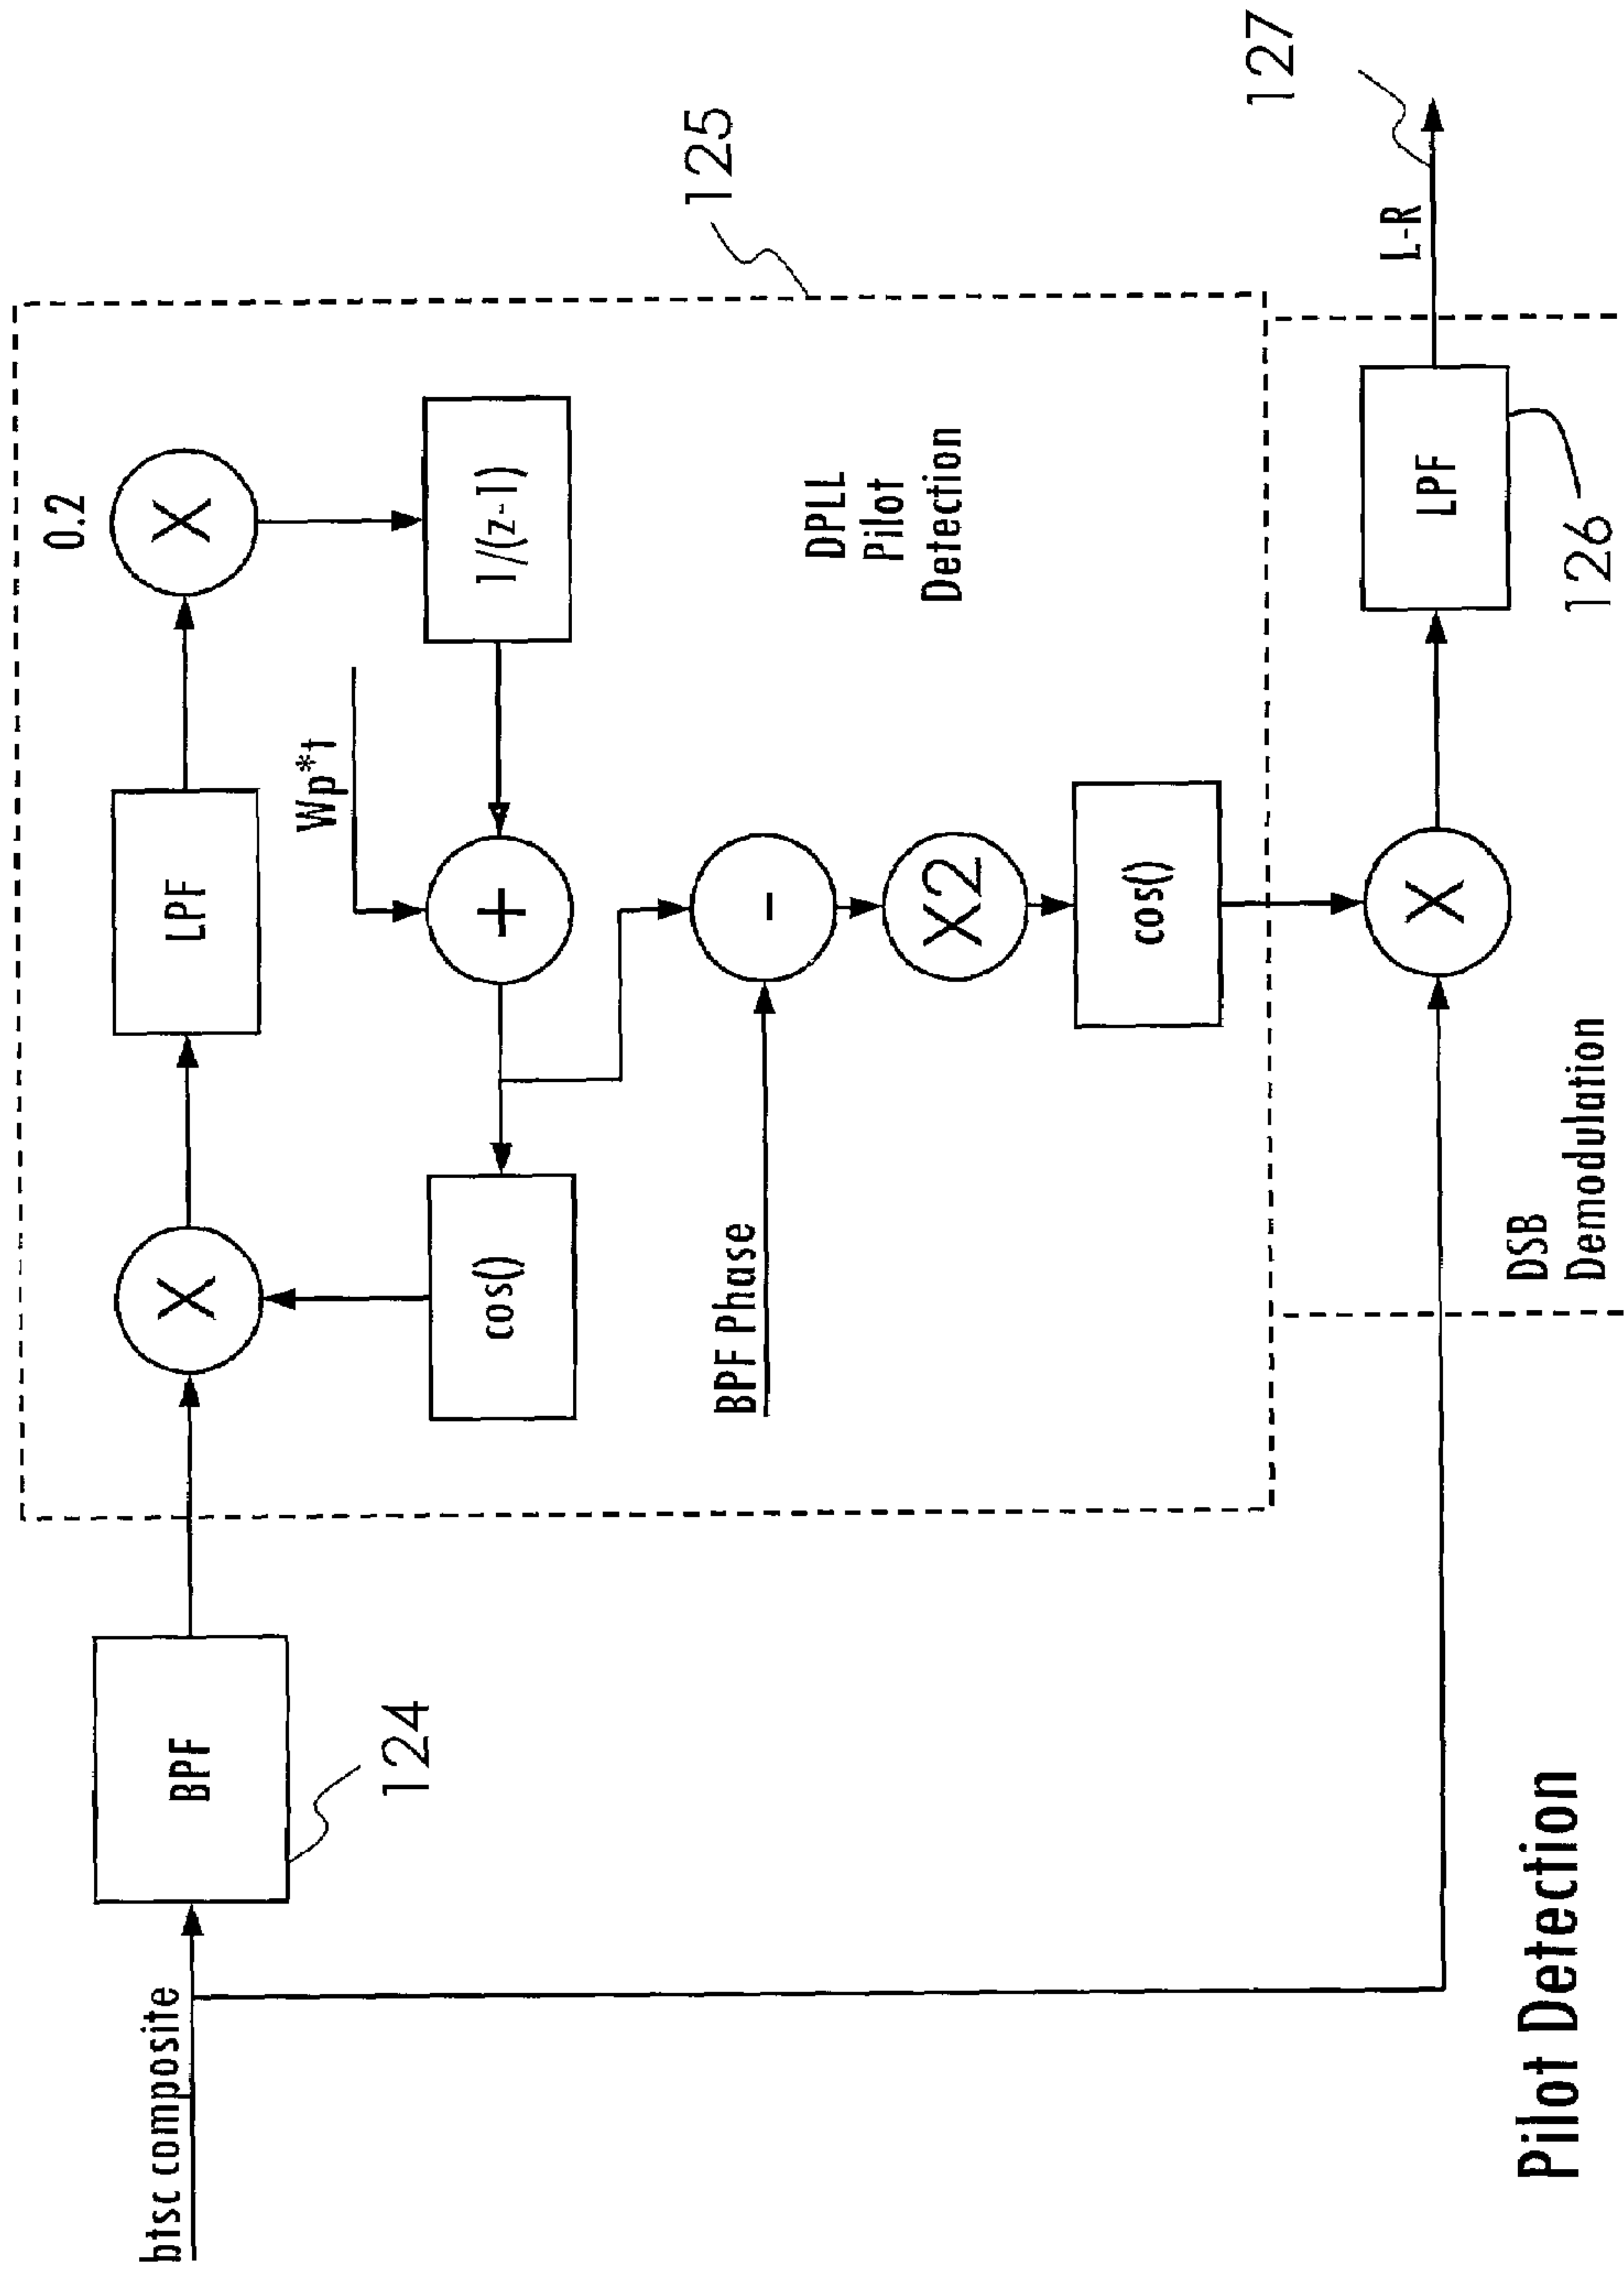 btsc composite
BPF
124
X
LPF
0.2
X
1/(z-1)
Wp*t
+
cos()
BPF Phase
-
X2
cos()
DPLL
Pilot
Detection
125
X
LPF
126
L-R
127
DSB
Demodulation
Pilot Detection